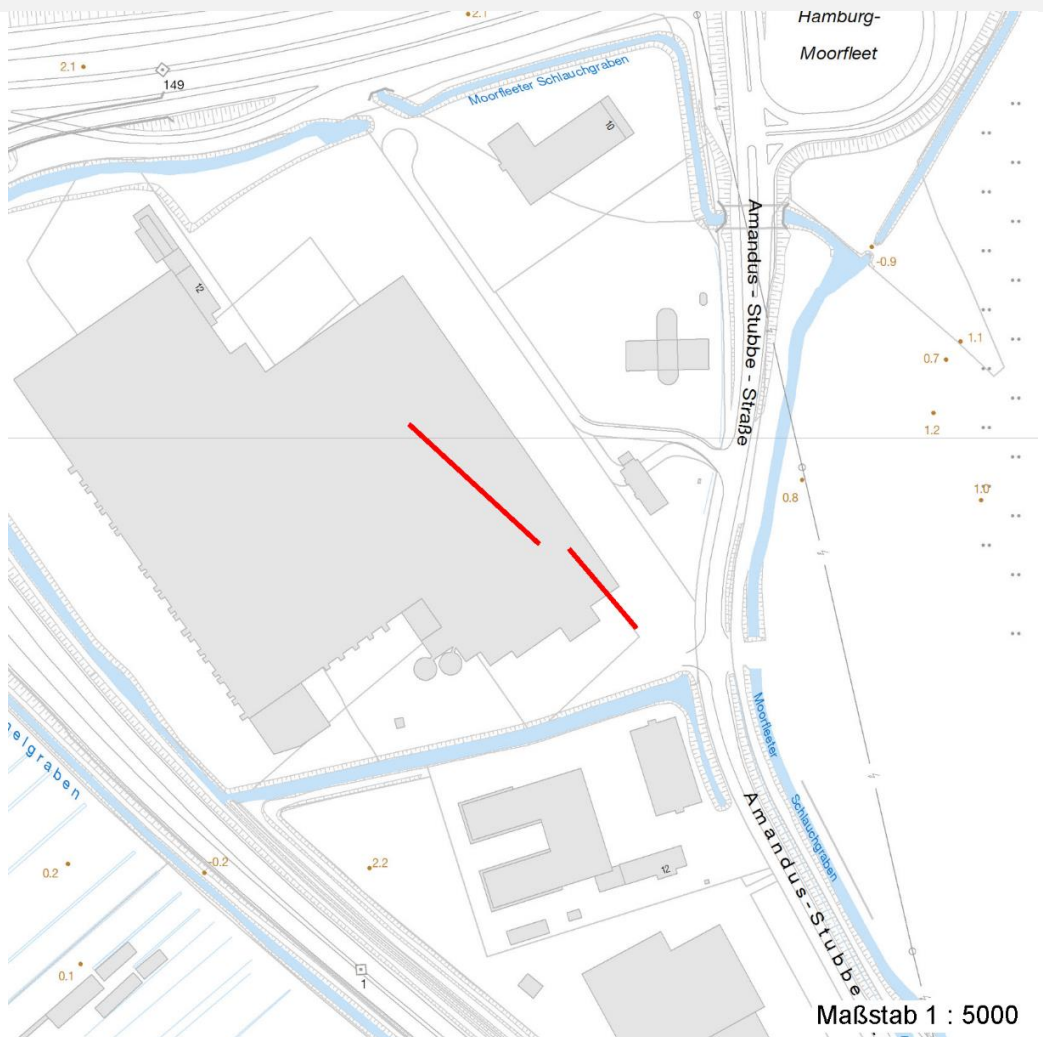 Hamburg-
Moorfleet
2.1
2.1
149
Moorfleeter Schlauchgraben
10
Amandus - Stubbe - Straße
-0.9
12
1.1
0.7
1.2
0.8
1.0
Moorfleeter
Schlauchgraben
nelgraben
Amandus - Stubbe
0.2
-0.2
2.2
12
0.1
1
Maßstab 1 : 5000